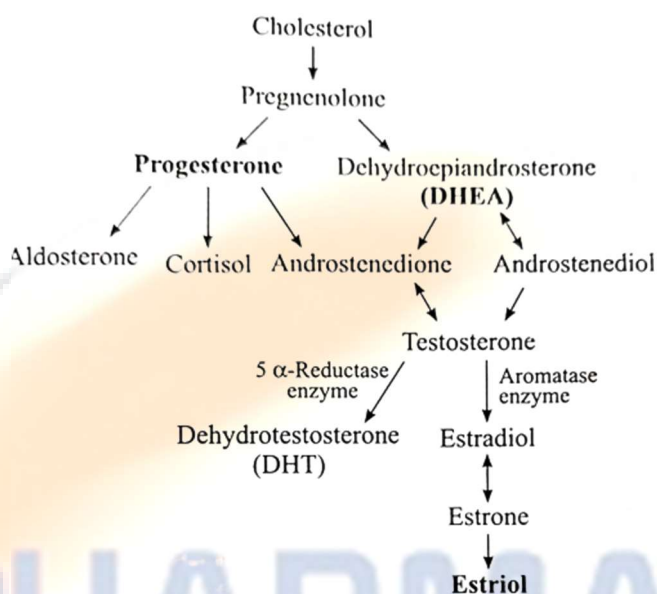 Cholesterol
Pregnenolone
Progesterone
Dehydroepiandrosterone
(DHEA)
Aldosterone
Cortisol
Androstenedione
Androstenediol
Testosterone
5 α-Reductase
enzyme
Aromatase
enzyme
Dehydrotestosterone
(DHT)
Estradiol
Estrone
Estriol